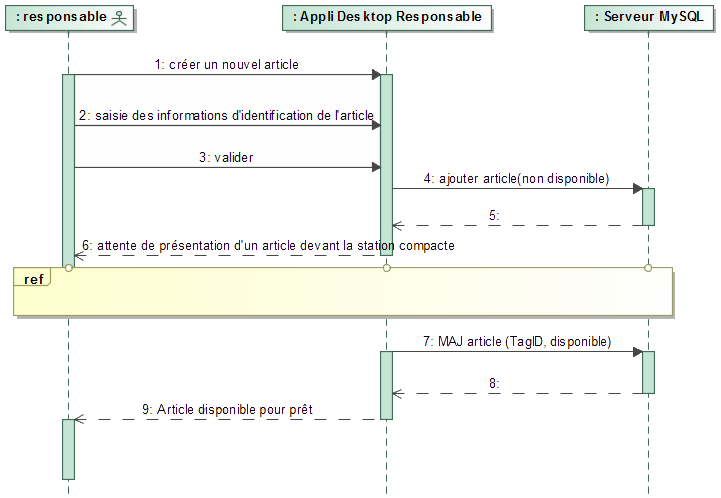 : responsable
: Appli Desktop Responsable
: Serveur MySQL
1: créer un nouvel article
2: saisie des informations d'identification de l'article
3: valider
4: ajouter article(non disponible)
5:
6: attente de présentation d'un article devant la station compacte
ref
7: MAJ article (TagID, disponible)
8:
9: Article disponible pour prêt